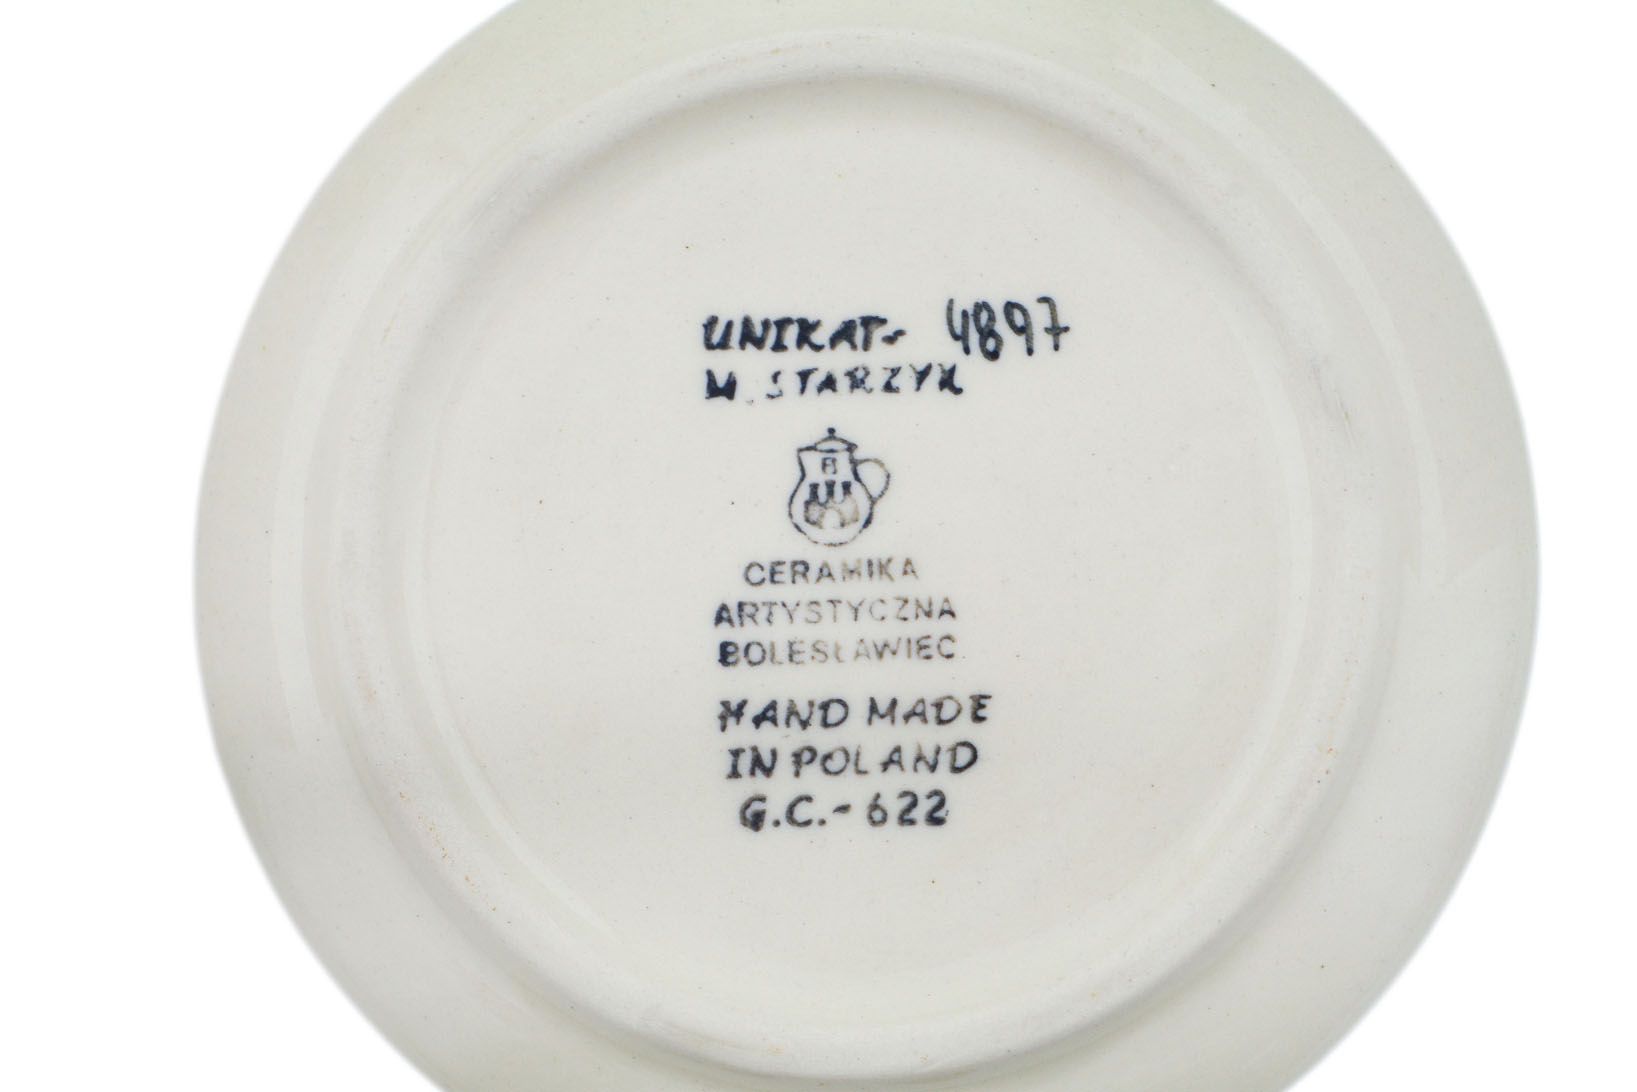 UNIKAT- 4897
M. STARZYK
B
CERAMIKA
ARTYSTYCZNA
BOLESŁAWIEC
HAND MADE
IN POLAND
G.C.- 622